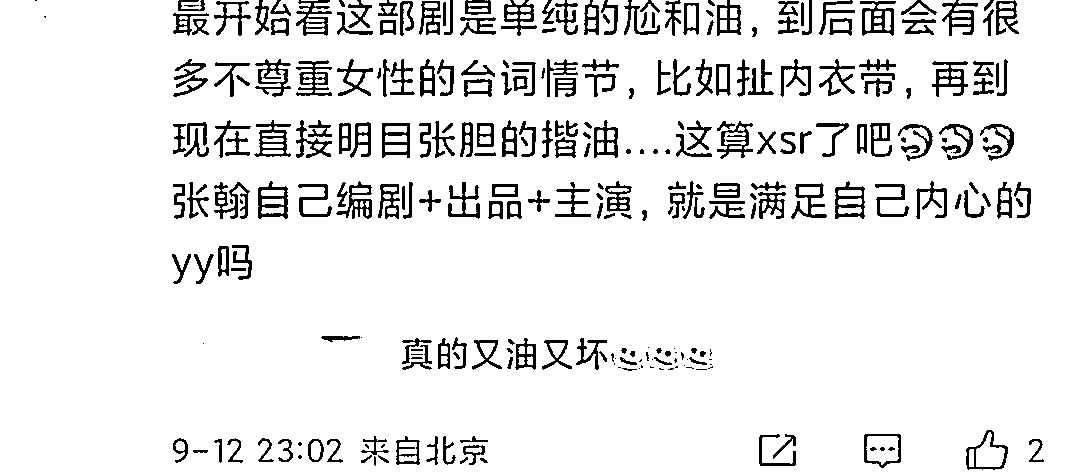 最开始看这部剧是单纯的尬和油，到后面会有很
多不尊重女性的台词情节，比如扯内衣带，再到
现在直接明目张胆的揩油....这算xsr了吧
张翰自己编剧+出品+主演，就是满足自己内心的
yy吗
真的又油又坏
9-12 23:02 来自北京
2